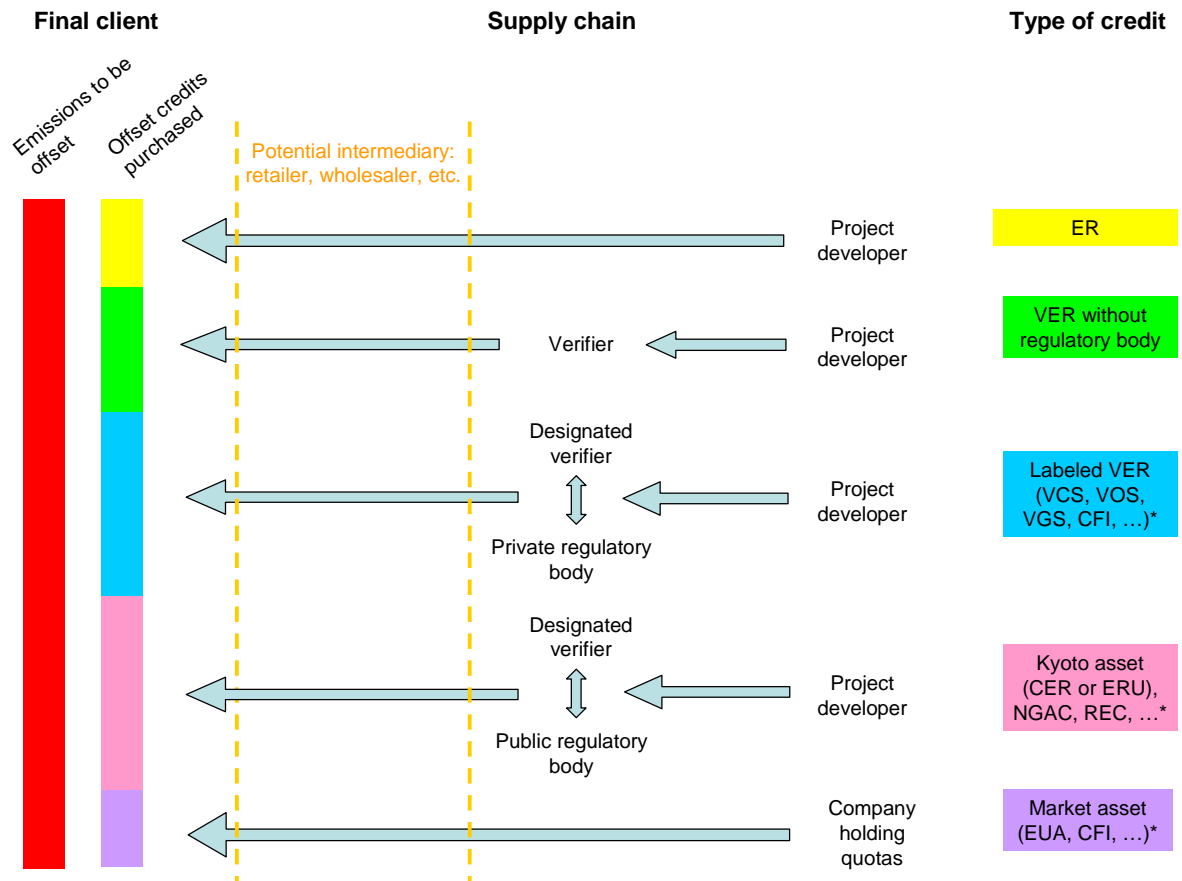 Final client
Supply chain
Type of credit
Emissions to be
offset
Offset credits
purchased
Potential intermediary:
retailer, wholesaler, etc.
Project
developer
ER
Verifier
Project
developer
VER without
regulatory body
Designated
verifier
Private regulatory
body
Project
developer
Labeled VER
(VCS, VOS,
VGS, CFI, …)*
Designated
verifier
Public regulatory
body
Project
developer
Kyoto asset
(CER or ERU),
NGAC, REC, …*
Company
holding
quotas
Market asset
(EUA, CFI, …)*